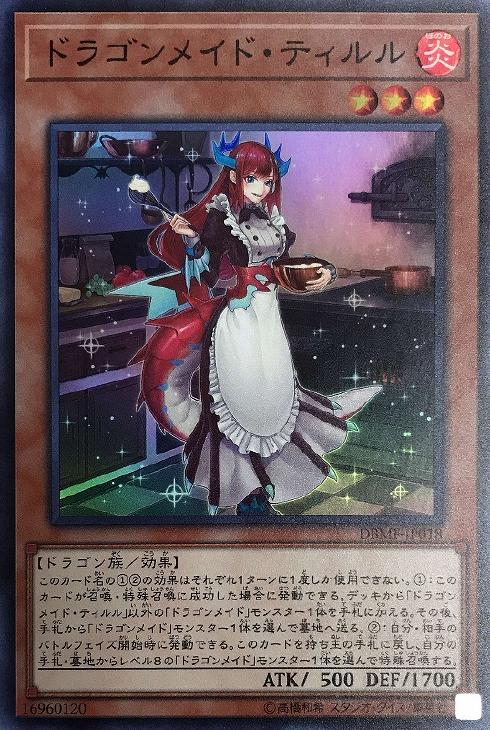 ドラゴンメイド・ティルル
炎
DBMF-JP018
【ドラゴン族／効果】
このカード名の①②の効果はそれぞれ1ターンに1度しか使用できない。①：この
カードが召喚・特殊召喚に成功した場合に発動できる。デッキから「ドラゴン
メイド・ティルル」以外の「ドラゴンメイド」モンスター1体を手札に加える。その後、
手札から「ドラゴンメイド」モンスター1体を選んで墓地へ送る。②：自分・相手の
バトルフェイズ開始時に発動できる。このカードを持ち主の手札に戻し、自分の
手札・墓地からレベル8の「ドラゴンメイド」モンスター1体を選んで特殊召喚する。
ATK/ 500 DEF/1700
16960120 ©高橋和希 スタジオ・ダイス/集英社